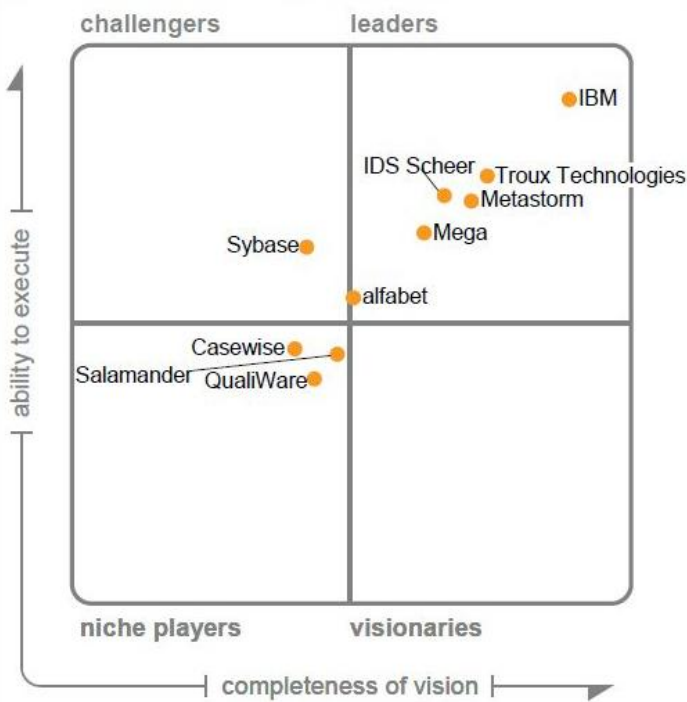 challengers
leaders
IBM
IDS Scheer
Troux Technologies
Metastorm
Mega
Sybase
alfabet
Casewise
Salamander
QualiWare
ability to execute
niche players
visionaries
completeness of vision